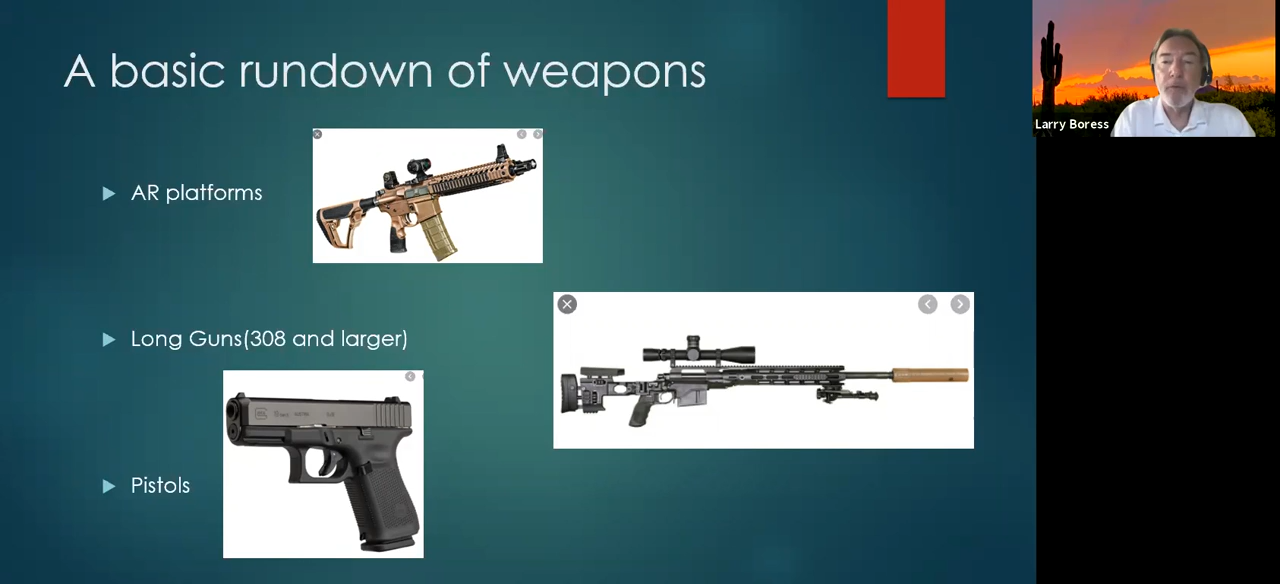 A basic rundown of weapons
Larry Boress
AR platforms
Long Guns(308 and larger)
Pistols